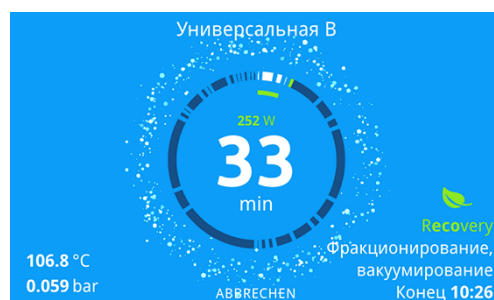 Универсальная B
252 W
33
min
Recovery
Фракционирование,
вакуумирование
Конец 10:26
106.8 °C
0.059 bar
ABBRECHEN